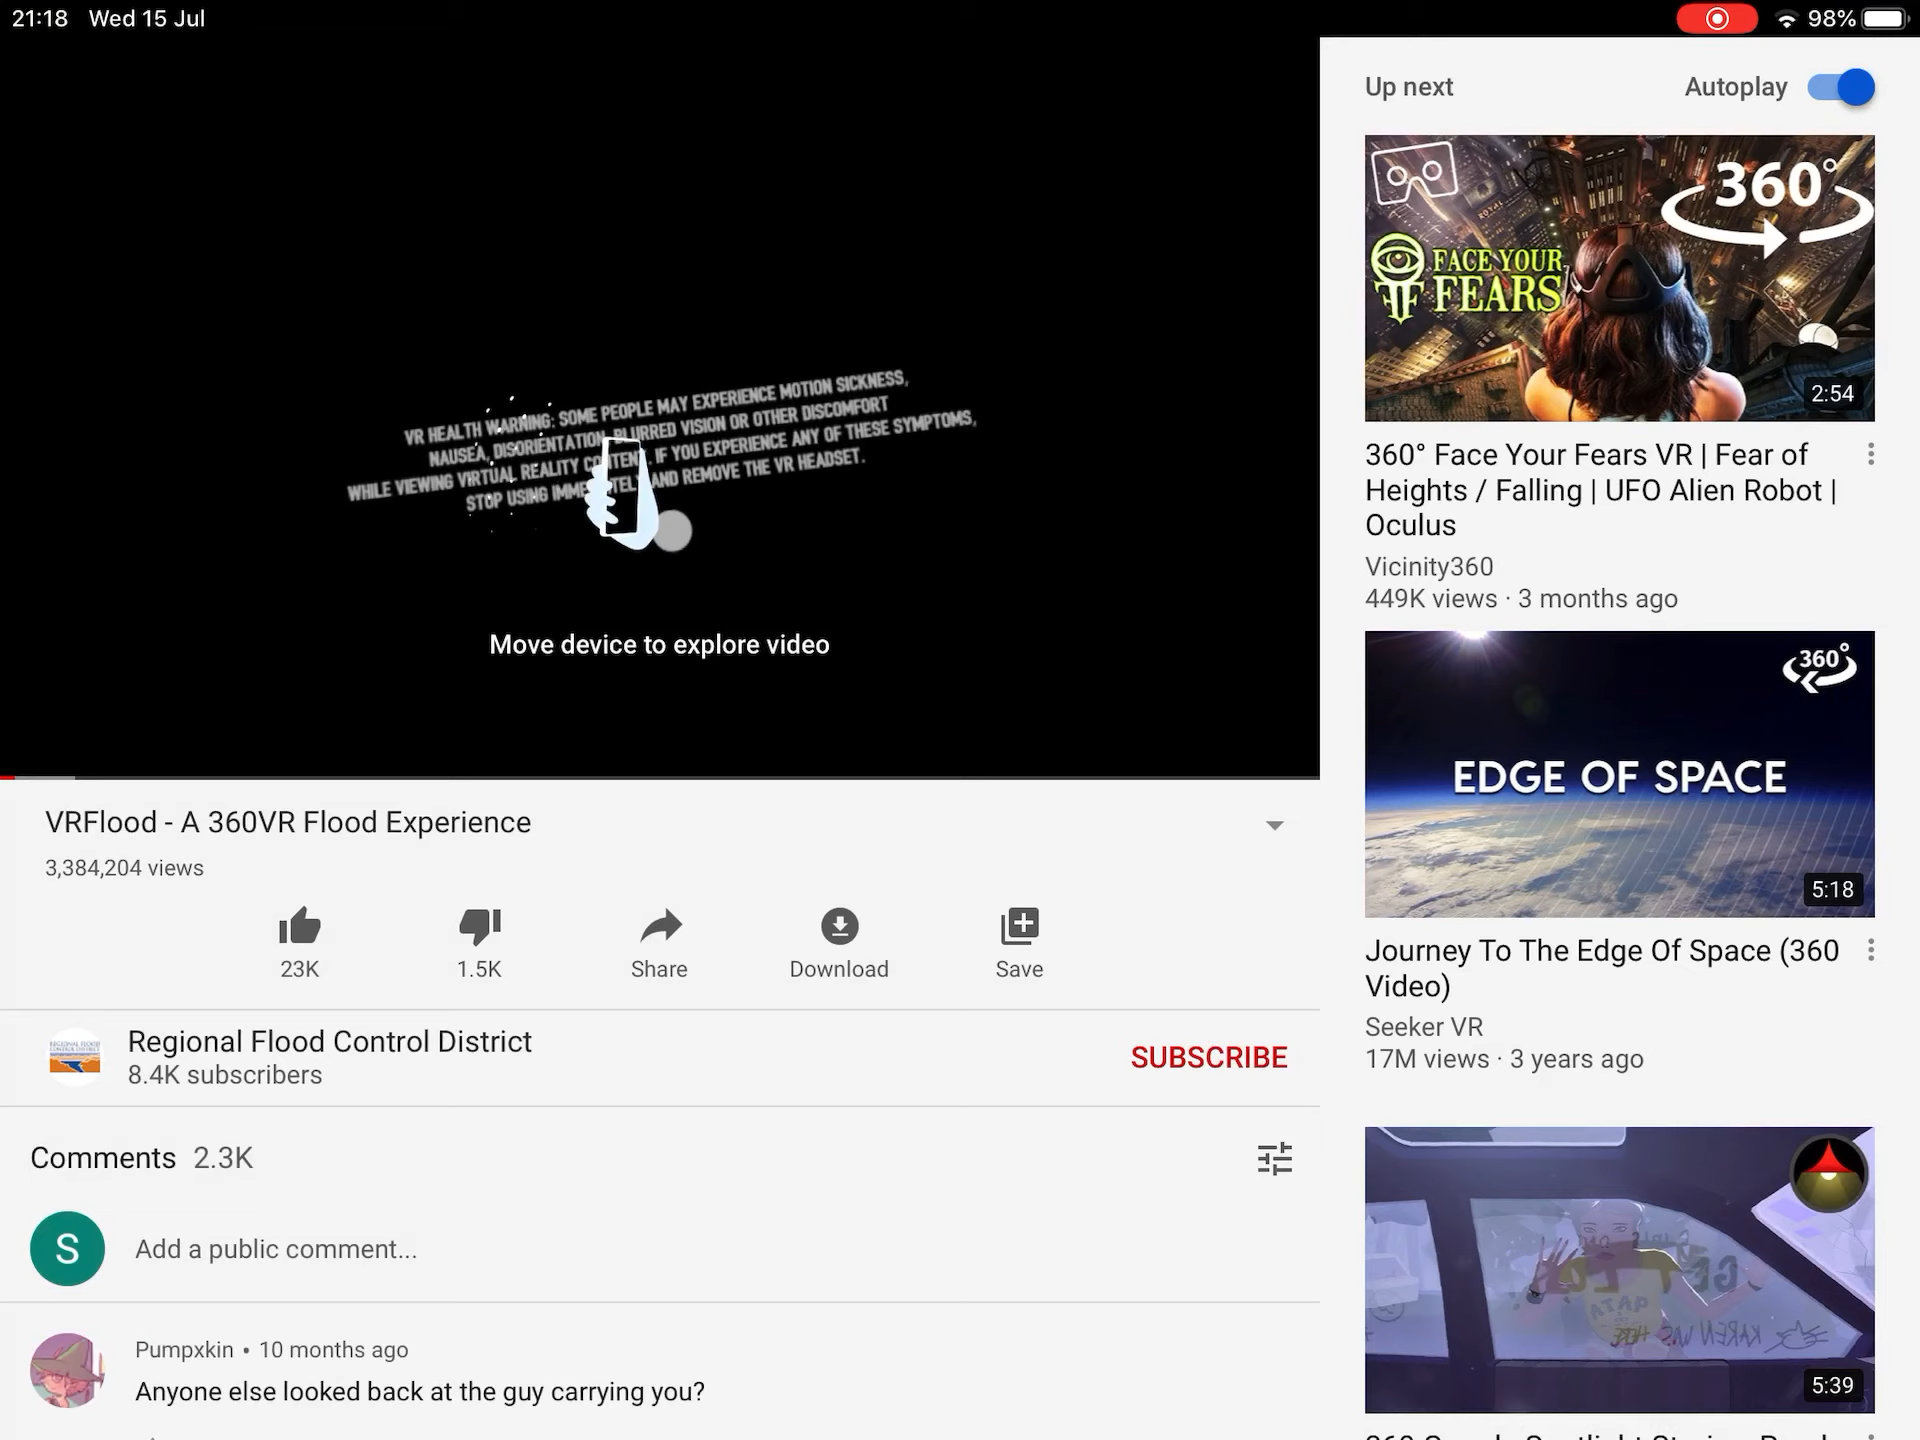 21:18 Wed 15 Jul
98%
VR HEALTH WARNING: SOME PEOPLE MAY EXPERIENCE MOTION SICKNESS,
NAUSEA, DISORIENTATION, BLURRED VISION OR OTHER DISCOMFORT
WHILE VIEWING VIRTUAL REALITY CONTENT. IF YOU EXPERIENCE ANY OF THESE SYMPTOMS,
STOP USING IMMEDIATELY AND REMOVE THE VR HEADSET.
Move device to explore video
VRFlood - A 360VR Flood Experience
3,384,204 views
23K
1.5K
Share
Download
Save
REGIONAL FLOOD
CONTROL DISTRICT
Regional Flood Control District
8.4K subscribers
SUBSCRIBE
Comments 2.3K
S
Add a public comment...
Pumpxkin • 10 months ago
Anyone else looked back at the guy carrying you?
Up next
Autoplay
360°
ROYAL
FACE YOUR
FEARS
2:54
360° Face Your Fears VR | Fear of
Heights / Falling | UFO Alien Robot |
Oculus
Vicinity360
449K views · 3 months ago
360°
EDGE OF SPACE
5:18
Journey To The Edge Of Space (360
Video)
Seeker VR
17M views · 3 years ago
5:39